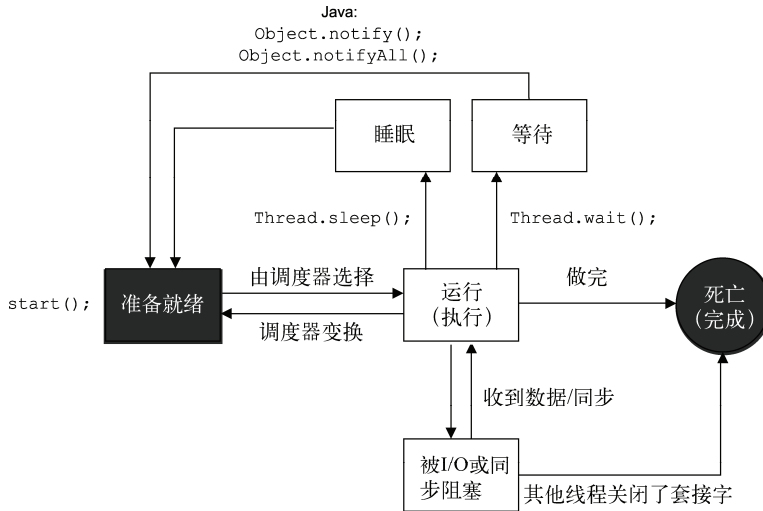 Java:
Object.notify();
Object.notifyAll();
睡眠
等待
Thread.sleep();
Thread.wait();
start();
准备就绪
由调度器选择
调度器变换
运行
（执行）
做完
死亡
（完成）
收到数据/同步
被I/O或同
步阻塞
其他线程关闭了套接字